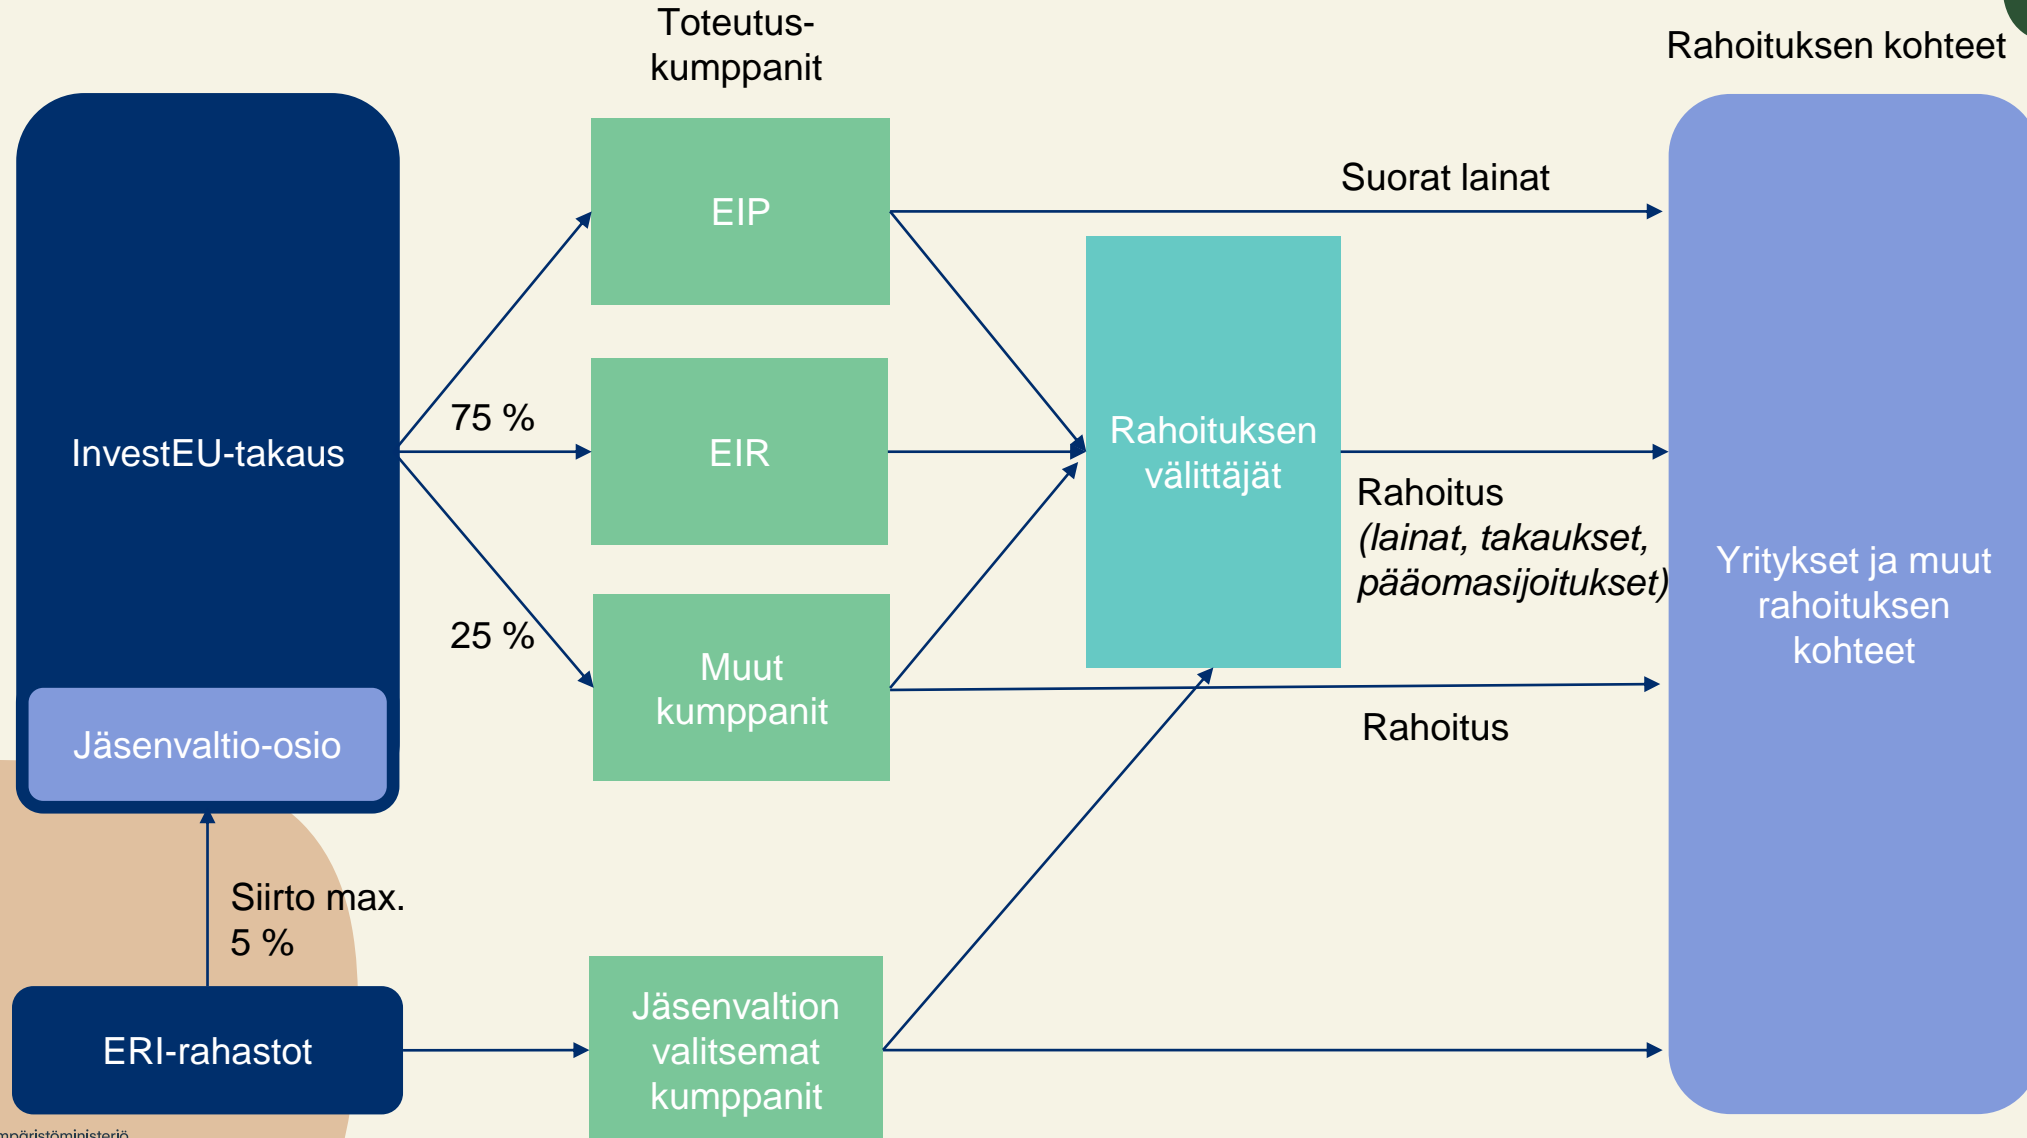 Toteutus-
kumppanit
Rahoituksen kohteet
InvestEU-takaus
Jäsenvaltio-osio
Siirto max.
5 %
ERI-rahastot
75 %
25 %
EIP
EIR
Muut
kumppanit
Jäsenvaltion
valitsemat
kumppanit
Rahoituksen
välittäjät
Suorat lainat
Rahoitus
(lainat, takaukset,
pääomasijoitukset)
Rahoitus
Yritykset ja muut
rahoituksen
kohteet